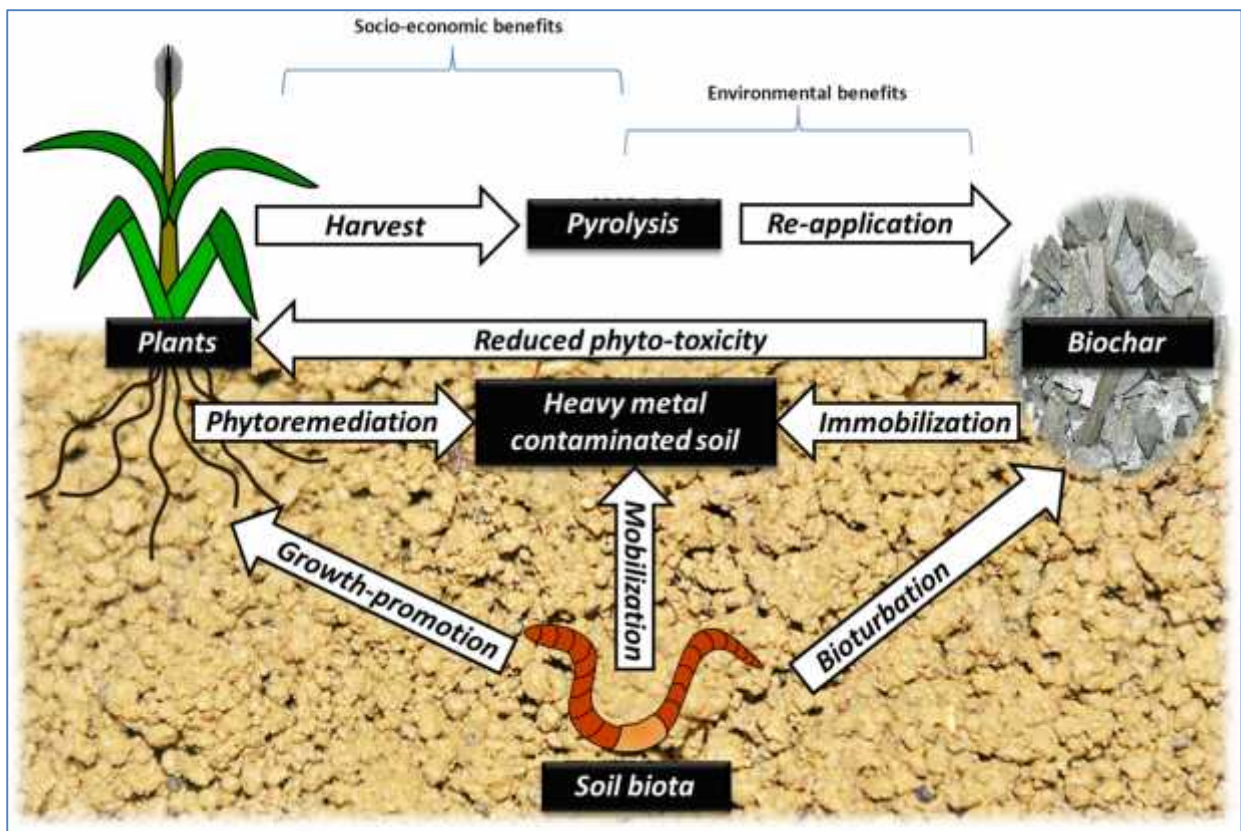 Socio-economic benefits
Environmental benefits
Harvest
Pyrolysis
Re-application
Plants
Reduced phyto-toxicity
Biochar
Phytoremediation
Heavy metal
contaminated soil
Immobilization
Mobilization
Growth-promotion
Bioturbation
Soil biota